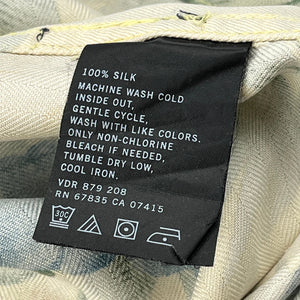 100% SILK
MACHINE WASH COLD
INSIDE OUT,
GENTLE CYCLE,
WASH WITH LIKE COLORS.
ONLY NON-CHLORINE
BLEACH IF NEEDED,
TUMBLE DRY LOW,
COOL IRON.
VDR 879 208
RN 67835 CA 07415
30C